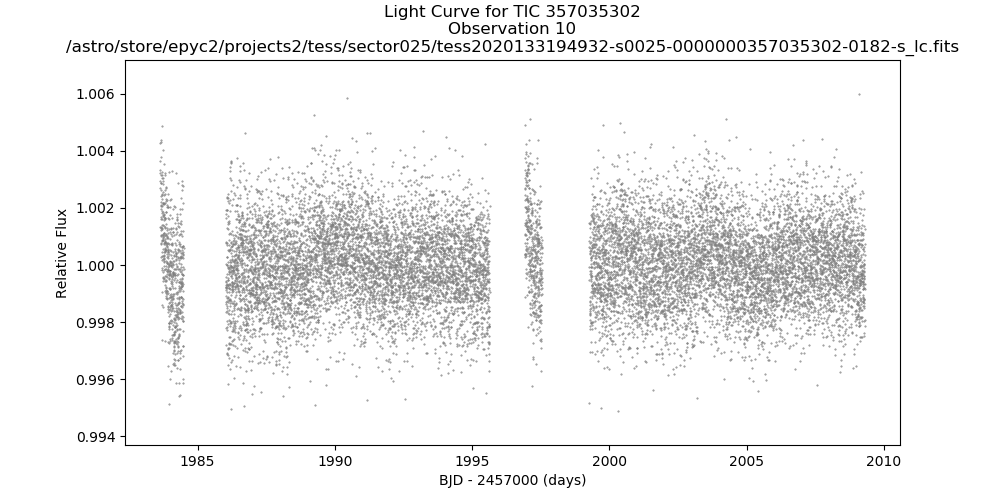 Light Curve for TIC 357035302
Observation 10
/astro/store/epyc2/projects2/tess/sector025/tess2020133194932-s0025-0000000357035302-0182-s_lc.fits
1.006
1.004
1.002
1.000
0.998
0.996
0.994
Relative Flux
1985
1990
1995
2000
2005
2010
BJD - 2457000 (days)